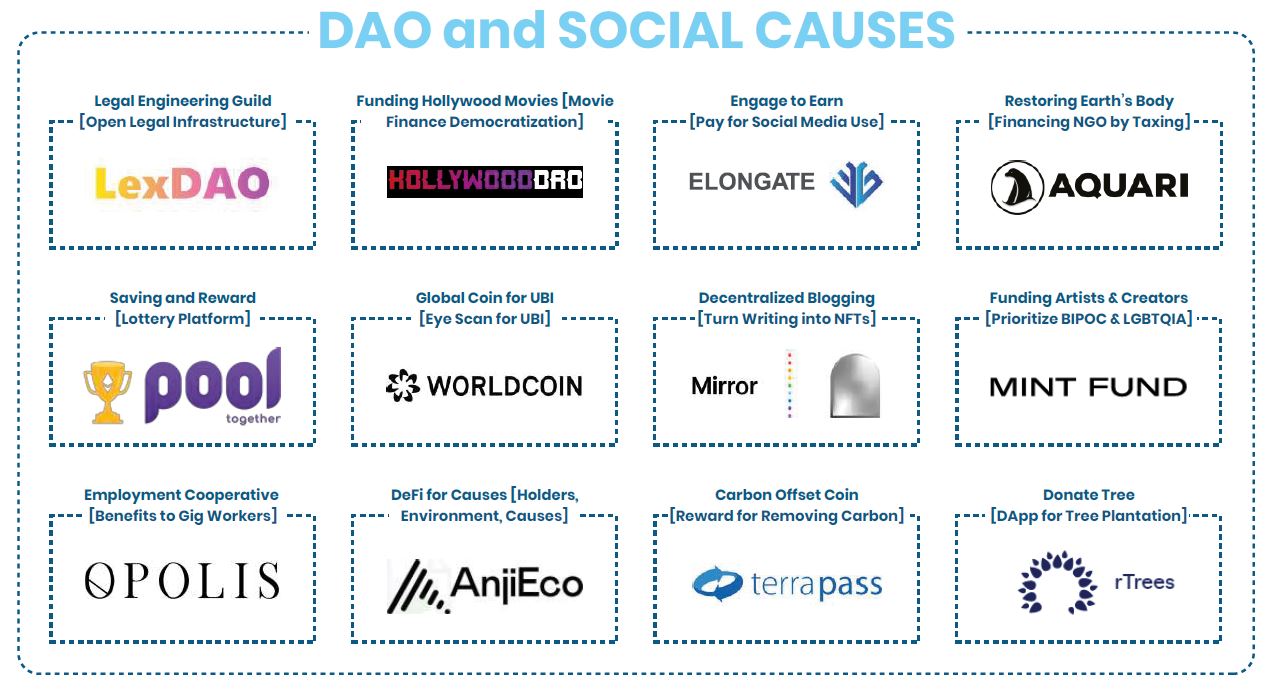 DAO and SOCIAL CAUSES
Legal Engineering Guild
[Open Legal Infrastructure]
LexDAO
Funding Hollywood Movies [Movie
Finance Democratization]
HOLLYWOODDAO
Engage to Earn
[Pay for Social Media Use]
ELONGATE
Restoring Earth's Body
[Financing NGO by Taxing]
AQUARI
Saving and Reward
[Lottery Platform]
pool
together
Global Coin for UBI
[Eye Scan for UBI]
WORLDCOIN
Decentralized Blogging
[Turn Writing into NFTs]
Mirror
Funding Artists & Creators
[Prioritize BIPOC & LGBTQIA]
MINT FUND
Employment Cooperative
[Benefits to Gig Workers]
OPOLIS
DeFi for Causes [Holders,
Environment, Causes]
AnjiEco
Carbon Offset Coin
[Reward for Removing Carbon]
terrapass
Donate Tree
[DApp for Tree Plantation]
rTrees